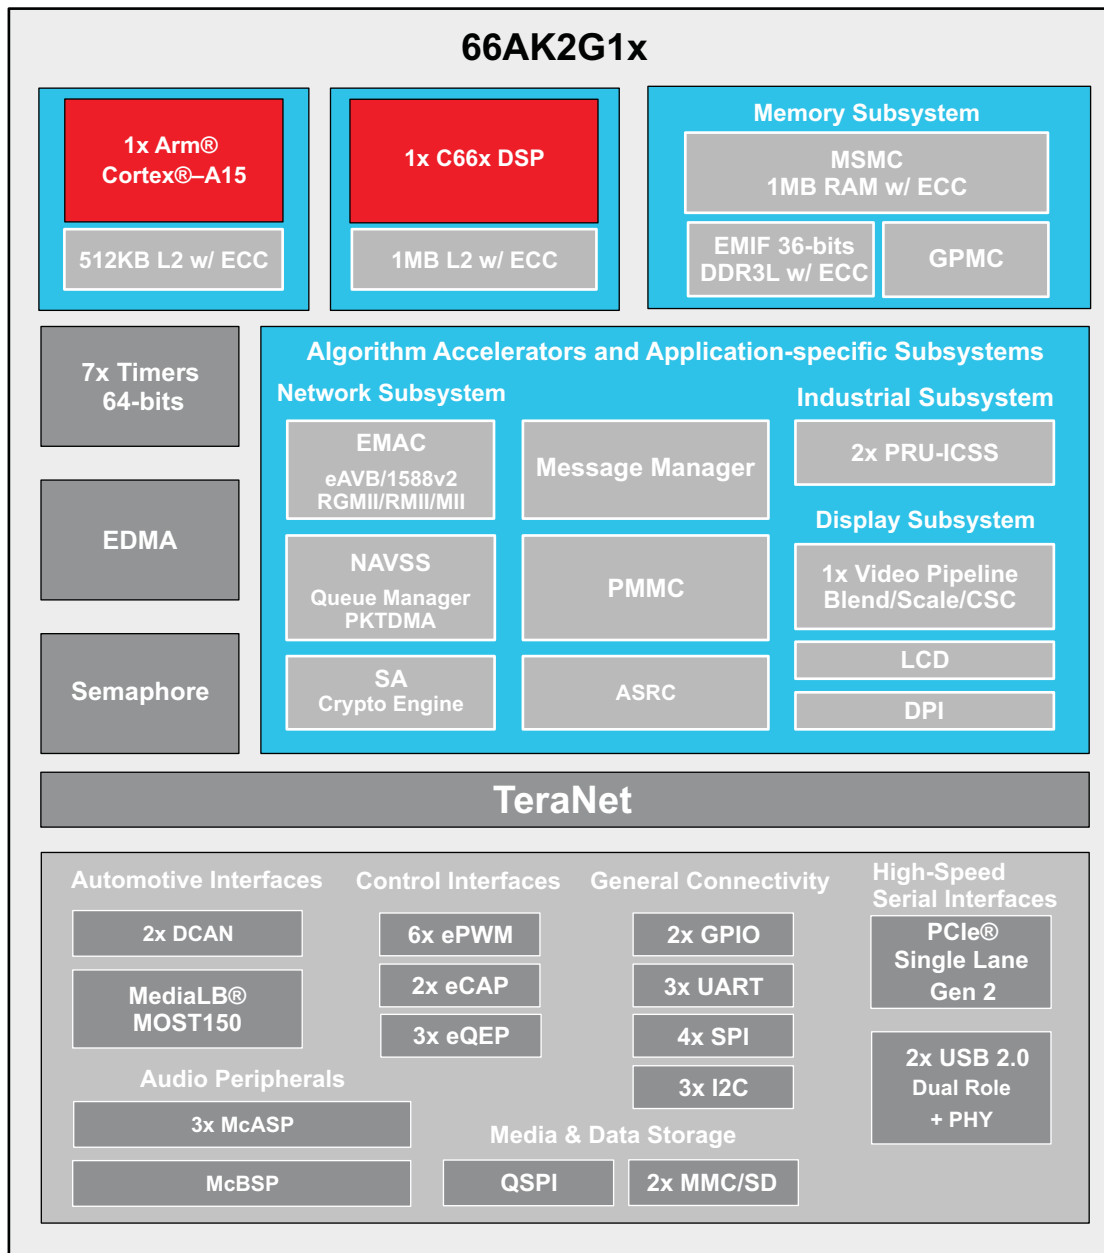 66AK2G1x
1x Arm®
Cortex®–A15
512KB L2 w/ ECC
1x C66x DSP
1MB L2 w/ ECC
Memory Subsystem
MSMC
1MB RAM w/ ECC
EMIF 36-bits
DDR3L w/ ECC
GPMC
7x Timers
64-bits
EDMA
Semaphore
Algorithm Accelerators and Application-specific Subsystems
Network Subsystem
EMAC
eAVB/1588v2
RGMII/RMII/MII
NAVSS
Queue Manager
PKTDMA
SA
Crypto Engine
Message Manager
PMMC
ASRC
Industrial Subsystem
2x PRU-ICSS
Display Subsystem
1x Video Pipeline
Blend/Scale/CSC
LCD
DPI
TeraNet
Automotive Interfaces
2x DCAN
MediaLB®
MOST150
Control Interfaces
6x ePWM
2x eCAP
3x eQEP
General Connectivity
2x GPIO
3x UART
4x SPI
3x I2C
High-Speed
Serial Interfaces
PCIe®
Single Lane
Gen 2
2x USB 2.0
Dual Role
+ PHY
Audio Peripherals
3x McASP
McBSP
Media & Data Storage
QSPI
2x MMC/SD